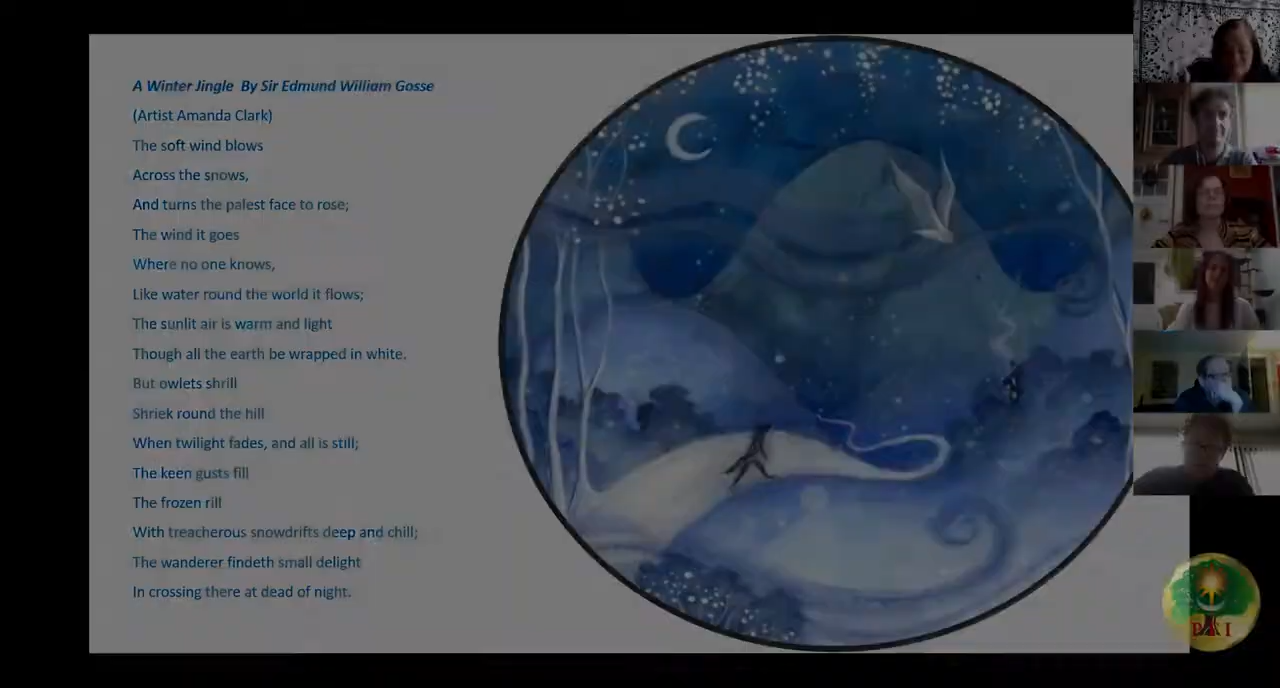 A Winter Jingle By Sir Edmund William Gosse
(Artist Amanda Clark)
The soft wind blows
Across the snows,
And turns the palest face to rose;
The wind it goes
Where no one knows,
Like water round the world it flows;
The sunlit air is warm and light
Though all the earth be wrapped in white.
But owlets shrill
Shriek round the hill
When twilight fades, and all is still;
The keen gusts fill
The frozen rill
With treacherous snowdrifts deep and chill;
The wanderer findeth small delight
In crossing there at dead of night.